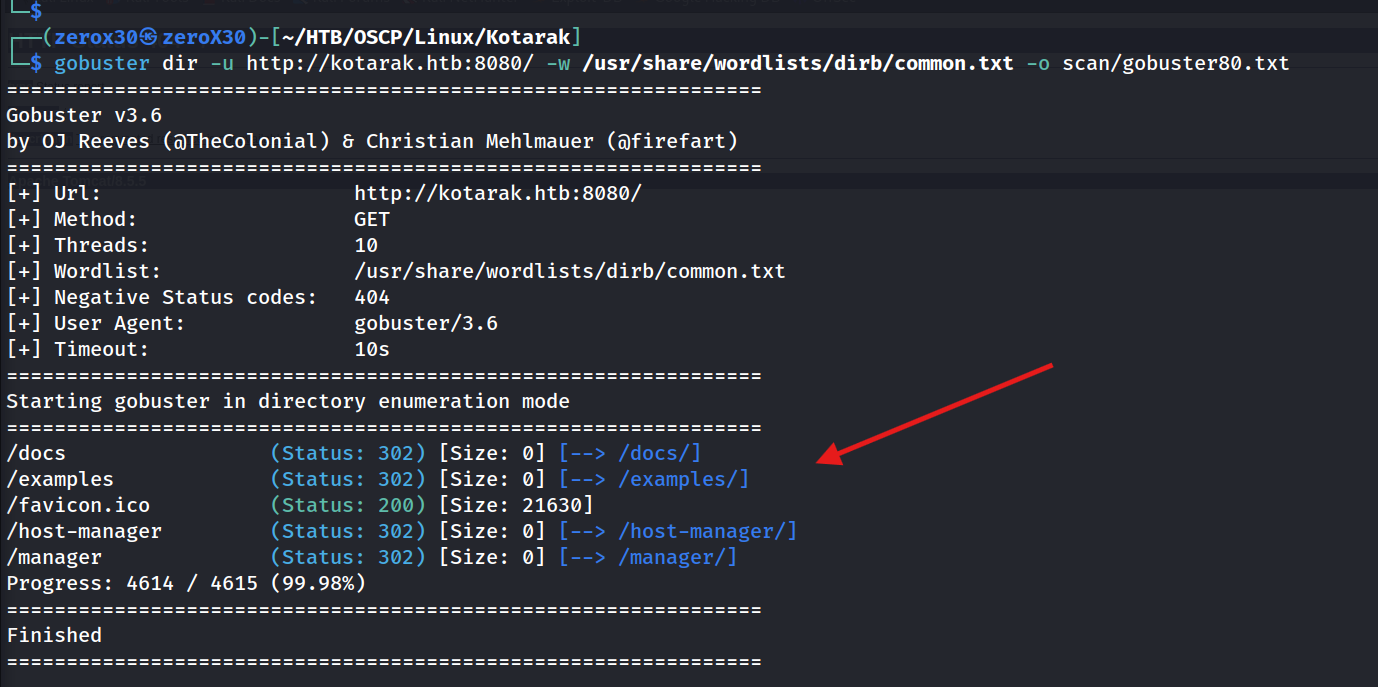 └─$
┌──(zerox30㉿zeroX30)-[~/HTB/OSCP/Linux/Kotarak]
└─$ gobuster dir -u http://kotarak.htb:8080/ -w /usr/share/wordlists/dirb/common.txt -o scan/gobuster80.txt
===============================================================
Gobuster v3.6
by OJ Reeves (@TheColonial) & Christian Mehlmauer (@firefart)
===============================================================
[+] Url:                     http://kotarak.htb:8080/
[+] Method:                  GET
[+] Threads:                 10
[+] Wordlist:                /usr/share/wordlists/dirb/common.txt
[+] Negative Status codes:   404
[+] User Agent:              gobuster/3.6
[+] Timeout:                 10s
===============================================================
Starting gobuster in directory enumeration mode
===============================================================
/docs                 (Status: 302) [Size: 0] [--> /docs/]
/examples             (Status: 302) [Size: 0] [--> /examples/]
/favicon.ico          (Status: 200) [Size: 21630]
/host-manager         (Status: 302) [Size: 0] [--> /host-manager/]
/manager              (Status: 302) [Size: 0] [--> /manager/]
Progress: 4614 / 4615 (99.98%)
===============================================================
Finished
===============================================================